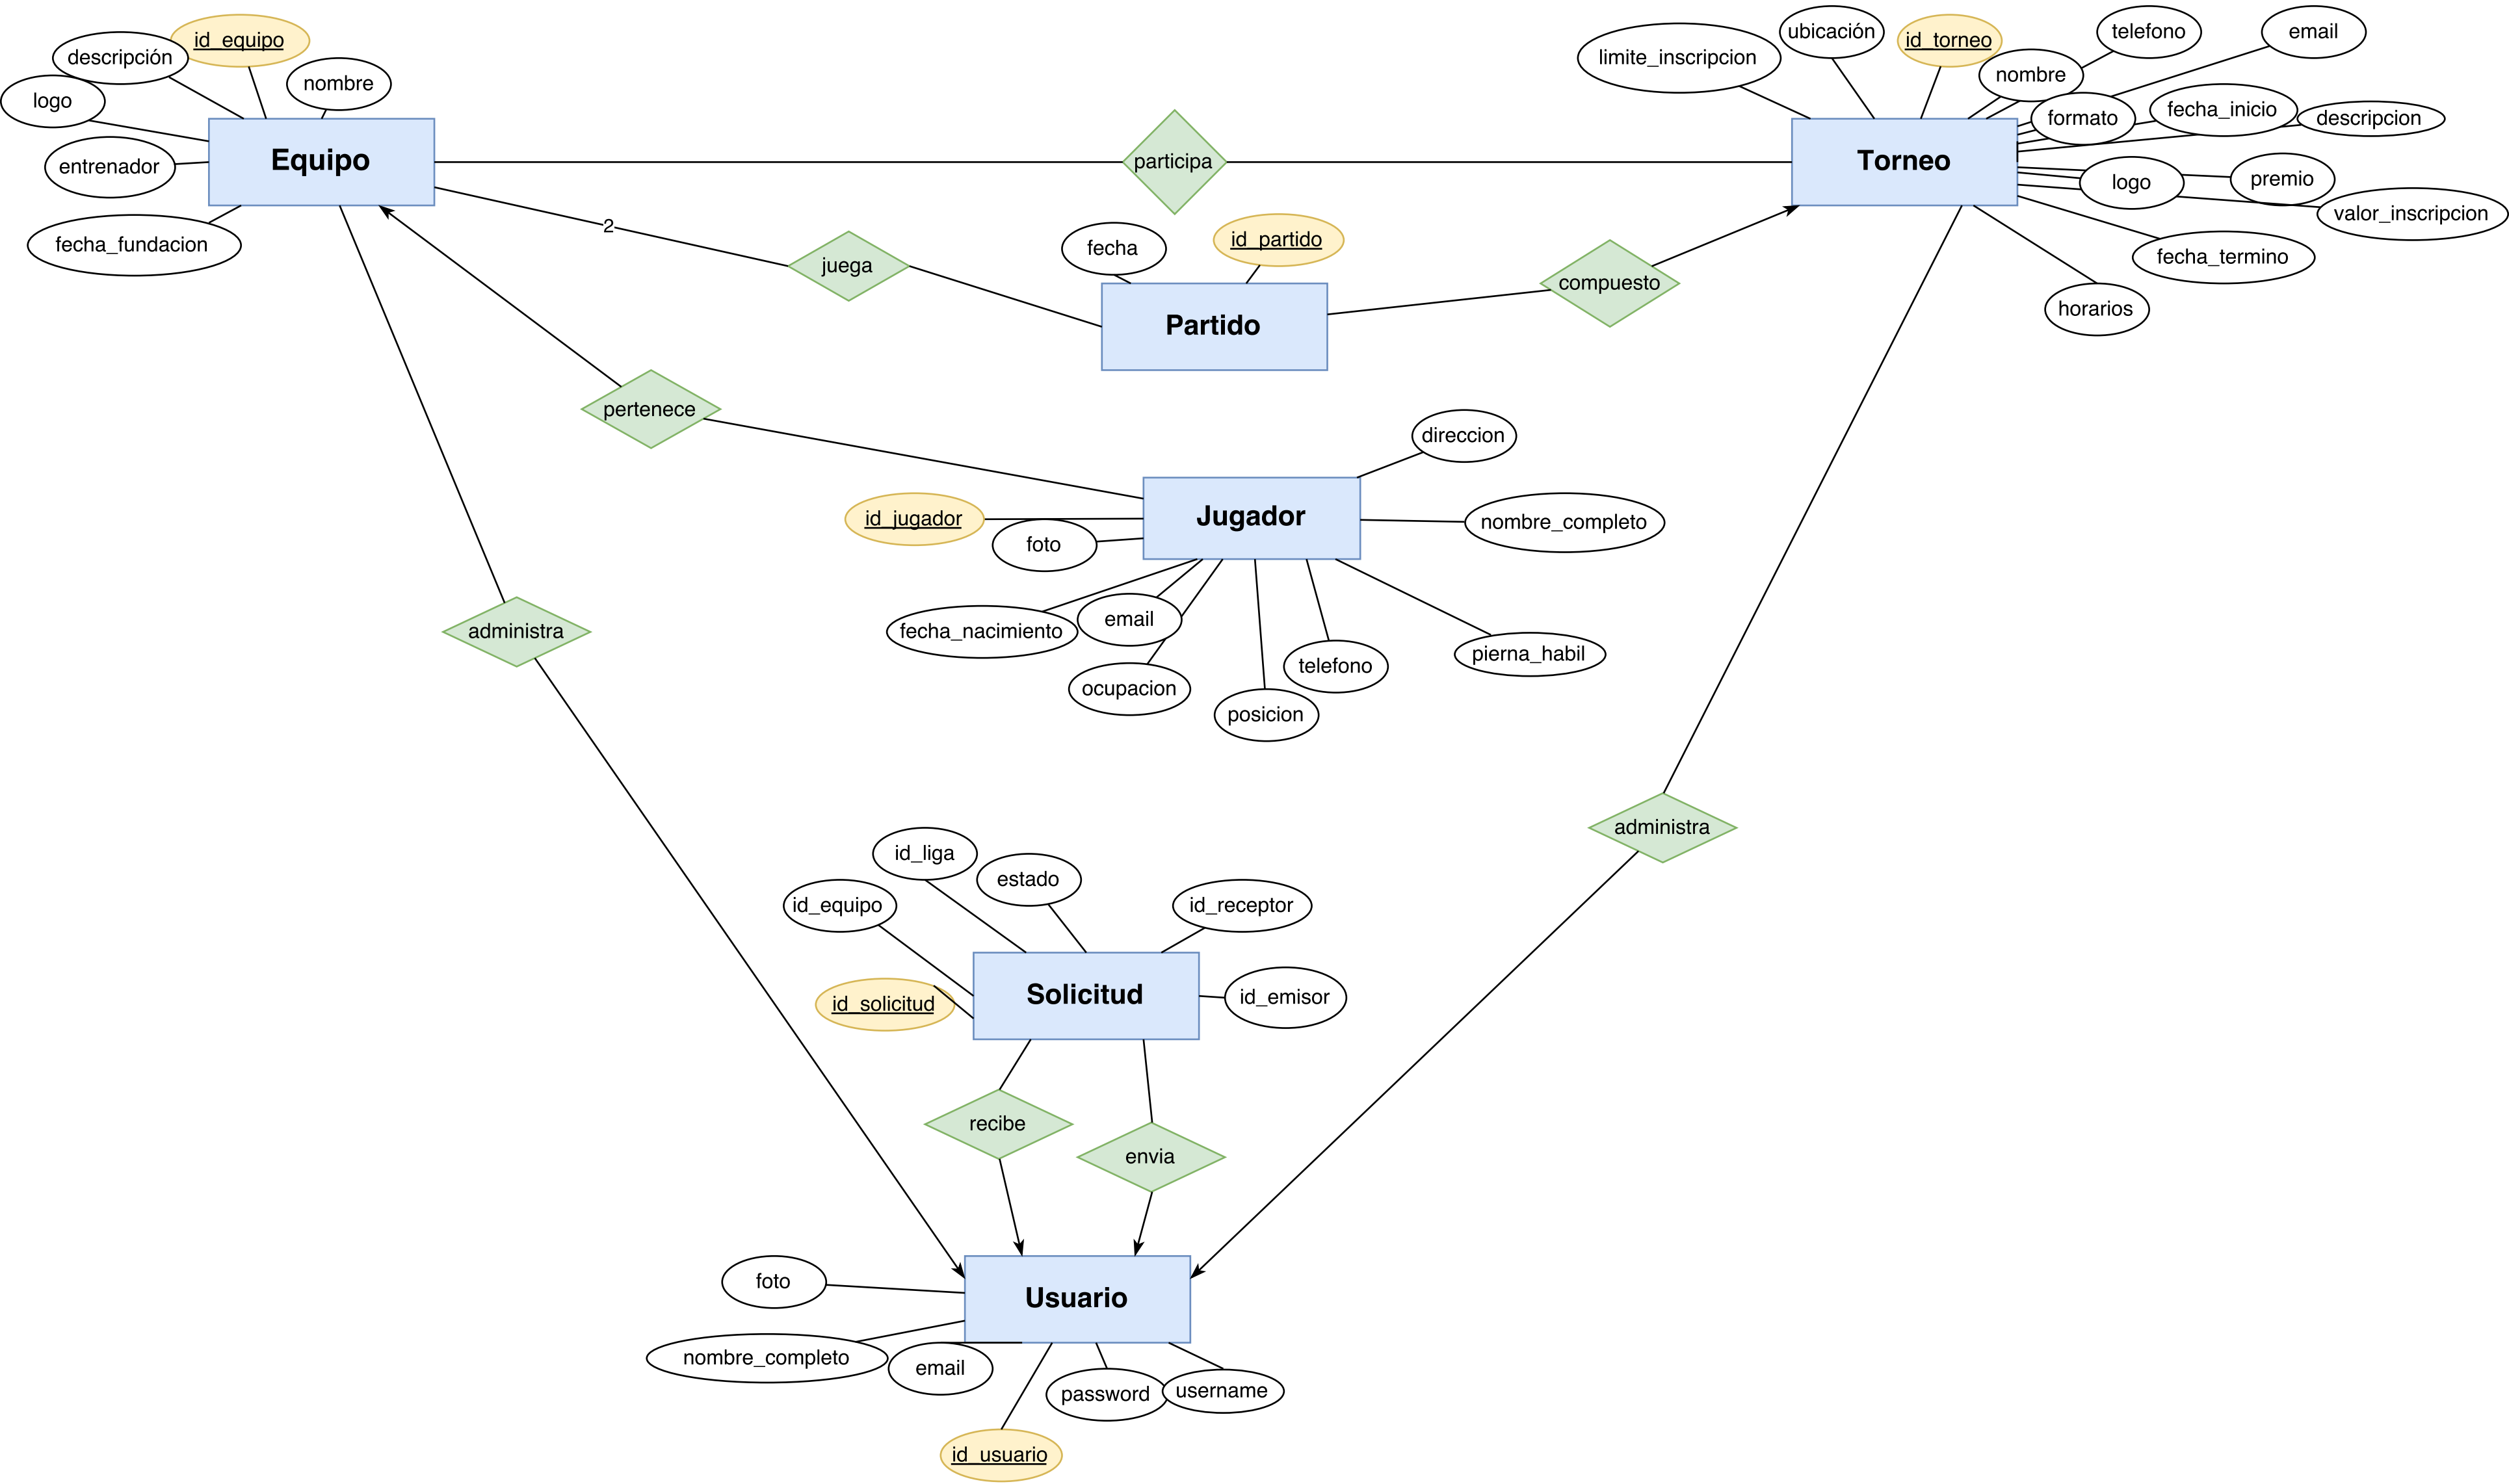 id_equipo
descripción
nombre
logo
Equipo
entrenador
fecha_fundacion
participa
2
juega
fecha
id_partido
Partido
compuesto
limite_inscripcion
ubicación
id_torneo
telefono
email
nombre
formato
fecha_inicio
descripcion
Torneo
logo
premio
valor_inscripcion
fecha_termino
horarios
pertenece
direccion
id_jugador
Jugador
nombre_completo
foto
fecha_nacimiento
email
ocupacion
posicion
telefono
pierna_habil
administra
administra
id_liga
estado
id_equipo
id_receptor
id_solicitud
Solicitud
id_emisor
recibe
envia
foto
Usuario
nombre_completo
email
password
username
id_usuario